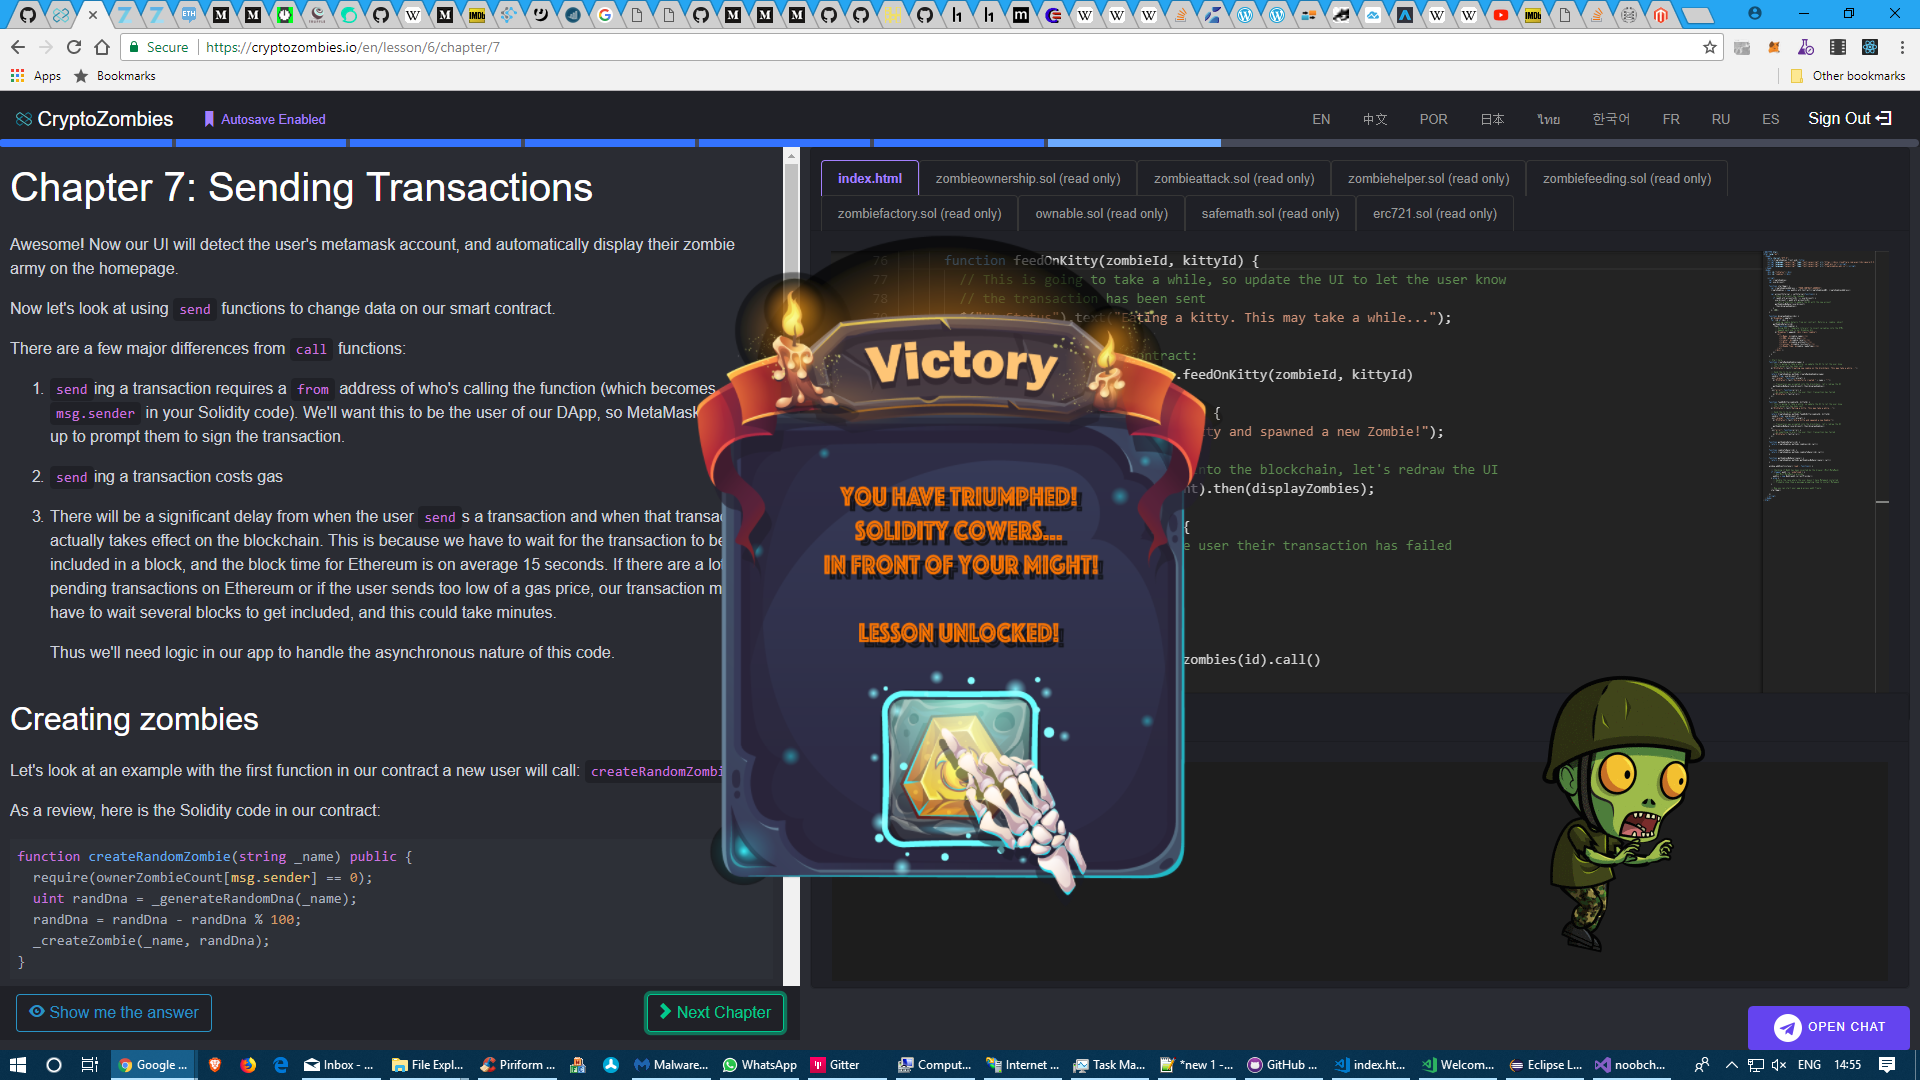 Secure https://cryptozombies.io/en/lesson/6/chapter/7
Apps Bookmarks Other bookmarks
CryptoZombies Autosave Enabled EN 中文 POR 日本 ไทย 한국어 FR RU ES Sign Out
Chapter 7: Sending Transactions
Awesome! Now our UI will detect the user's metamask account, and automatically display their zombie
army on the homepage.
Now let's look at using send functions to change data on our smart contract.
There are a few major differences from call functions:
1. send ing a transaction requires a from address of who's calling the function (which becomes
msg.sender in your Solidity code). We'll want this to be the user of our DApp, so MetaMask
up to prompt them to sign the transaction.
2. send ing a transaction costs gas
3. There will be a significant delay from when the user send s a transaction and when that transac
actually takes effect on the blockchain. This is because we have to wait for the transaction to be
included in a block, and the block time for Ethereum is on average 15 seconds. If there are a lo
pending transactions on Ethereum or if the user sends too low of a gas price, our transaction m
have to wait several blocks to get included, and this could take minutes.
Thus we'll need logic in our app to handle the asynchronous nature of this code.
Creating zombies
Let's look at an example with the first function in our contract a new user will call: createRandomZombi
As a review, here is the Solidity code in our contract:
function createRandomZombie(string _name) public {
require(ownerZombieCount[msg.sender] == 0);
uint randDna = _generateRandomDna(_name);
randDna = randDna - randDna % 100;
_createZombie(_name, randDna);
}
Show me the answer Next Chapter
index.html zombieownership.sol (read only) zombieattack.sol (read only) zombiehelper.sol (read only) zombiefeeding.sol (read only)
zombiefactory.sol (read only) ownable.sol (read only) safemath.sol (read only) erc721.sol (read only)
76 function feedOnKitty(zombieId, kittyId) {
77 // This is going to take a while, so update the UI to let the user know
78 // the transaction has been sent
.text("Eating a kitty. This may take a while...");
ntract:
.feedOnKitty(zombieId, kittyId)
{
ty and spawned a new Zombie!");
nto the blockchain, let's redraw the UI
nt).then(displayZombies);
{
e user their transaction has failed
zombies(id).call()
Victory
YOU HAVE TRIUMPHED!
SOLIDITY COWERS...
IN FRONT OF YOUR MIGHT!
LESSON UNLOCKED!
OPEN CHAT
Google ... Inbox - ... File Expl... Piriform ... Malware... WhatsApp Gitter Comput... Internet ... Task Ma... *new 1 -... GitHub ... index.ht... Welcom... Eclipse I... noobch... ENG 14:55